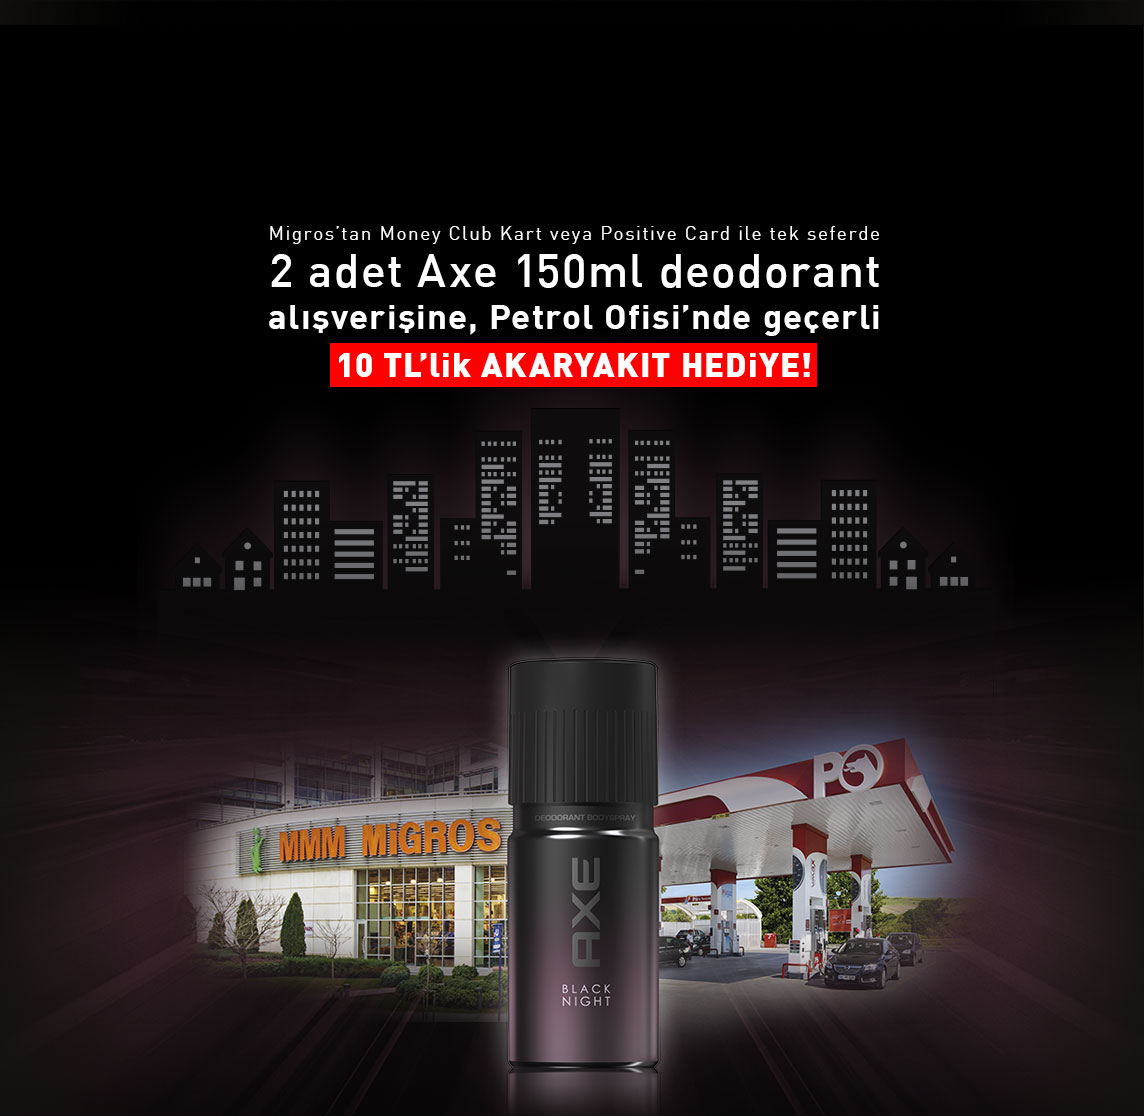 Migros'tan Money Club Kart veya Positive Card ile tek seferde
2 adet Axe 150ml deodorant
alışverişine, Petrol Ofisi'nde geçerli
10 TL'lik AKARYAKIT HEDiYE!
PO
MMM MiGROS
DEODORANT BODYSPRAY
AXE
BLACK
NIGHT